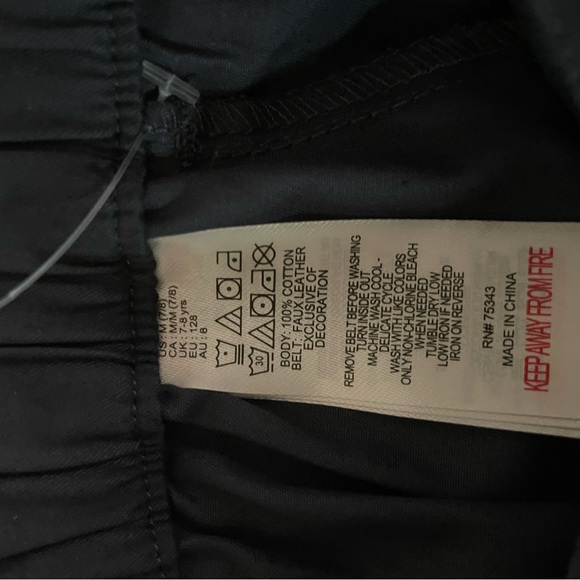 US: M (7/8)
CA: M/M (7/8)
UK: 7-8 yrs
EU: 128
AU: 8
30
BODY: 100% COTTON
BELT: FAUX LEATHER
EXCLUSIVE OF
DECORATION
REMOVE BELT BEFORE WASHING
TURN INSIDE OUT
MACHINE WASH COOL-
DELICATE CYCLE
WASH WITH LIKE COLORS
ONLY NON-CHLORINE BLEACH
WHEN NEEDED
TUMBLE DRY LOW
LOW IRON IF NEEDED
IRON ON REVERSE
RN# 75343
MADE IN CHINA
KEEP AWAY FROM FIRE